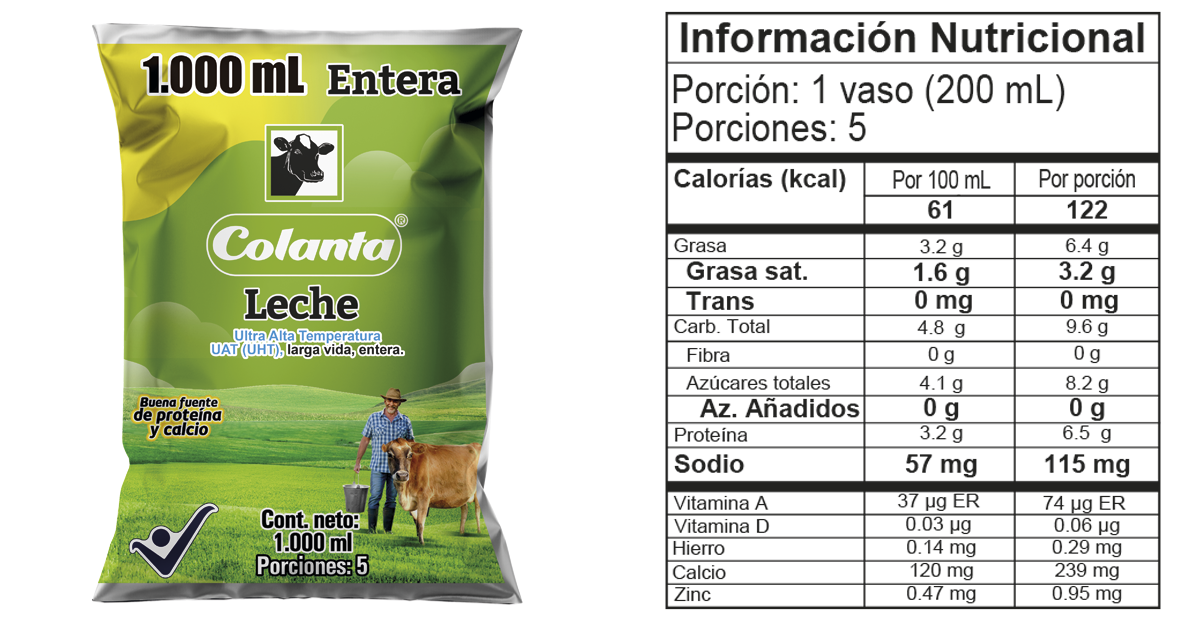 1.000 mL Entera
Colanta®
Leche
Ultra Alta Temperatura
UAT (UHT), larga vida, entera.
Buena fuente
de proteína
y calcio
Cont. neto:
1.000 ml
Porciones: 5
Información Nutricional
Porción: 1 vaso (200 mL)
Porciones: 5
Calorías (kcal) Por 100 mL Por porción
61 122
Grasa 3.2 g 6.4 g
Grasa sat. 1.6 g 3.2 g
Trans 0 mg 0 mg
Carb. Total 4.8 g 9.6 g
Fibra 0 g 0 g
Azúcares totales 4.1 g 8.2 g
Az. Añadidos 0 g 0 g
Proteína 3.2 g 6.5 g
Sodio 57 mg 115 mg
Vitamina A 37 µg ER 74 µg ER
Vitamina D 0.03 µg 0.06 µg
Hierro 0.14 mg 0.29 mg
Calcio 120 mg 239 mg
Zinc 0.47 mg 0.95 mg